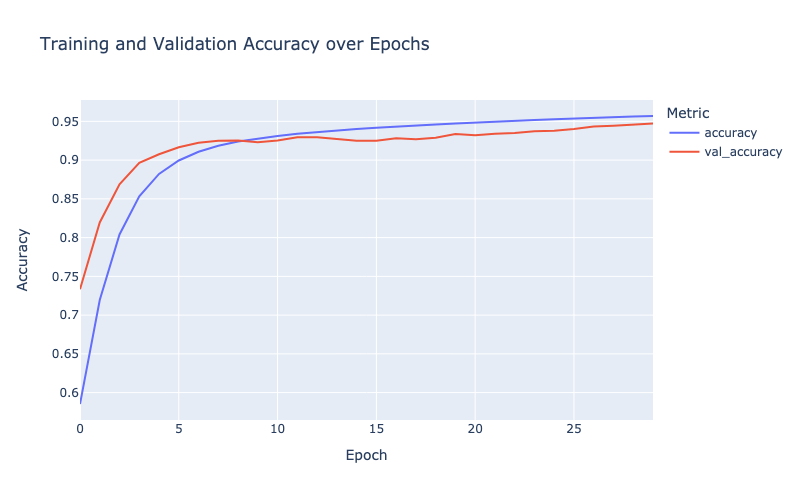 Training and Validation Accuracy over Epochs
Metric
accuracy
val_accuracy
Accuracy
0.95
0.9
0.85
0.8
0.75
0.7
0.65
0.6
0
5
10
15
20
25
Epoch